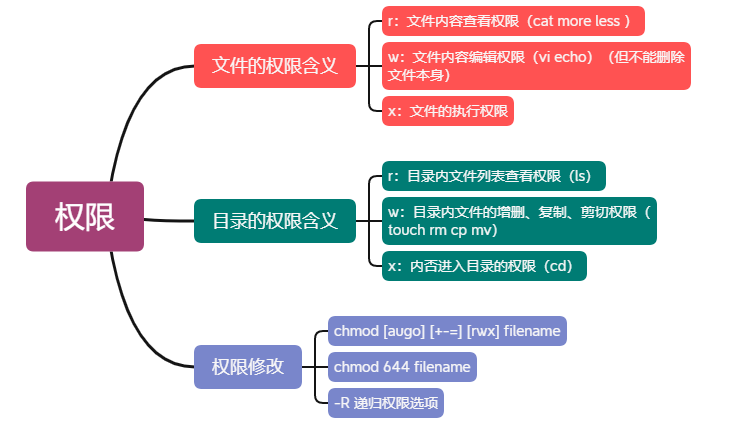 权限
文件的权限含义
r：文件内容查看权限（cat more less ）
w：文件内容编辑权限（vi echo）（但不能删除
文件本身）
x：文件的执行权限
目录的权限含义
r：目录内文件列表查看权限（ls）
w：目录内文件的增删、复制、剪切权限（
touch rm cp mv）
x：内否进入目录的权限（cd）
权限修改
chmod [augo] [+-=] [rwx] filename
chmod 644 filename
-R 递归权限选项